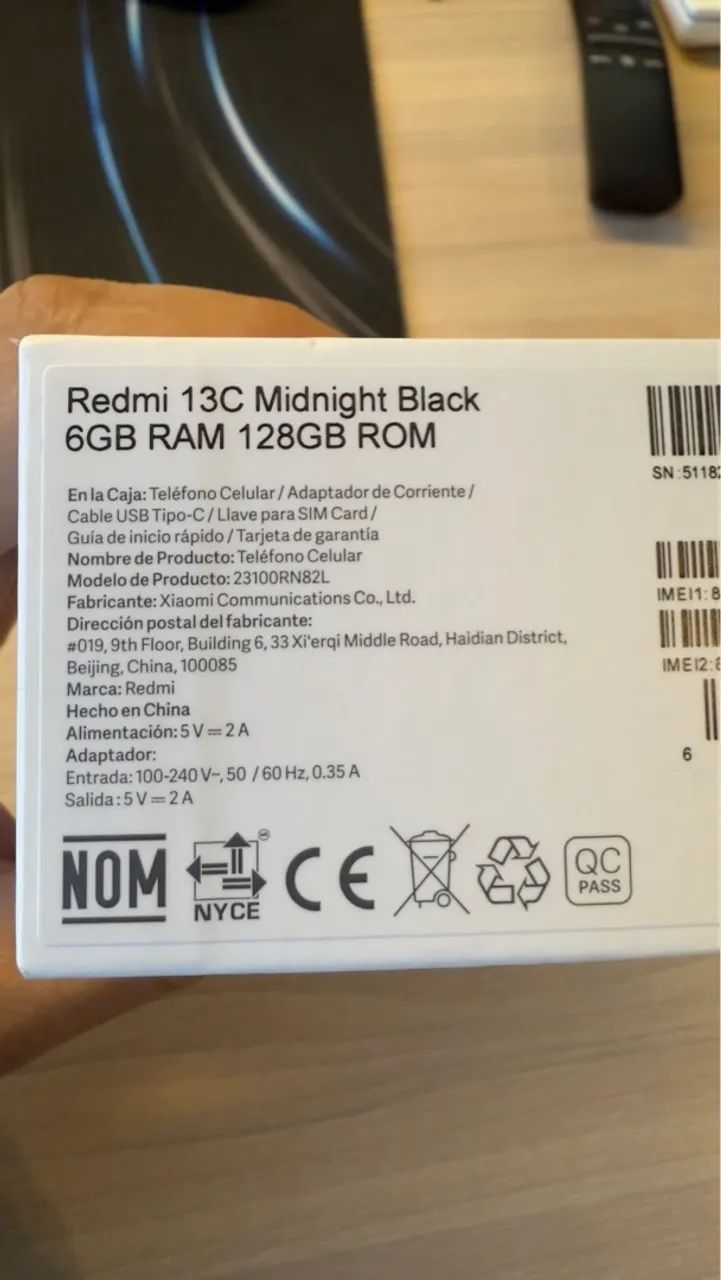 Redmi 13C Midnight Black
6GB RAM 128GB ROM
En la Caja: Teléfono Celular / Adaptador de Corriente /
Cable USB Tipo-C / Llave para SIM Card /
Guía de inicio rápido / Tarjeta de garantía
Nombre de Producto: Teléfono Celular
Modelo de Producto: 23100RN82L
Fabricante: Xiaomi Communications Co., Ltd.
Dirección postal del fabricante:
#019, 9th Floor, Building 6, 33 Xi'erqi Middle Road, Haidian District,
Beijing, China, 100085
Marca: Redmi
Hecho en China
Alimentación: 5 V ⎓ 2 A
Adaptador:
Entrada: 100-240 V~, 50 / 60 Hz, 0.35 A
Salida: 5 V ⎓ 2 A
SN: 5118
IMEI1: 8
IMEI2:
6
NOM
NYCE
CE
QC
PASS